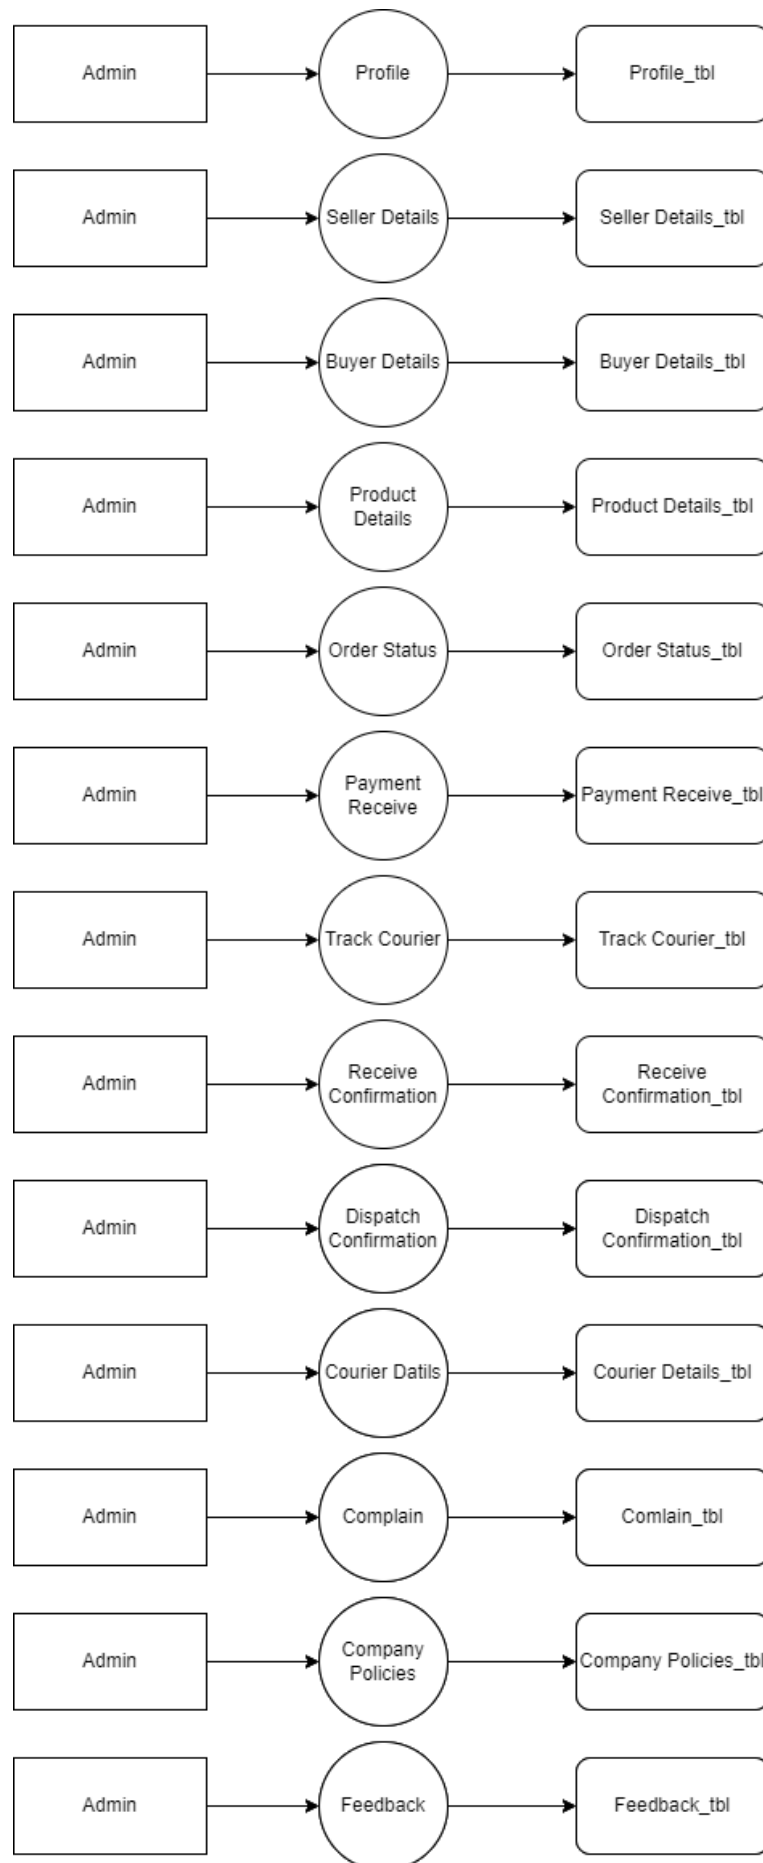 Admin
Profile
Profile_tbl
Admin
Seller Details
Seller Details_tbl
Admin
Buyer Details
Buyer Details_tbl
Admin
Product
Details
Product Details_tbl
Admin
Order Status
Order Status_tbl
Admin
Payment
Receive
Payment Receive_tbl
Admin
Track Courier
Track Courier_tbl
Admin
Receive
Confirmation
Receive
Confirmation_tbl
Admin
Dispatch
Confirmation
Dispatch
Confirmation_tbl
Admin
Courier Datils
Courier Details_tbl
Admin
Complain
Comlain_tbl
Admin
Company
Policies
Company Policies_tbl
Admin
Feedback
Feedback_tbl